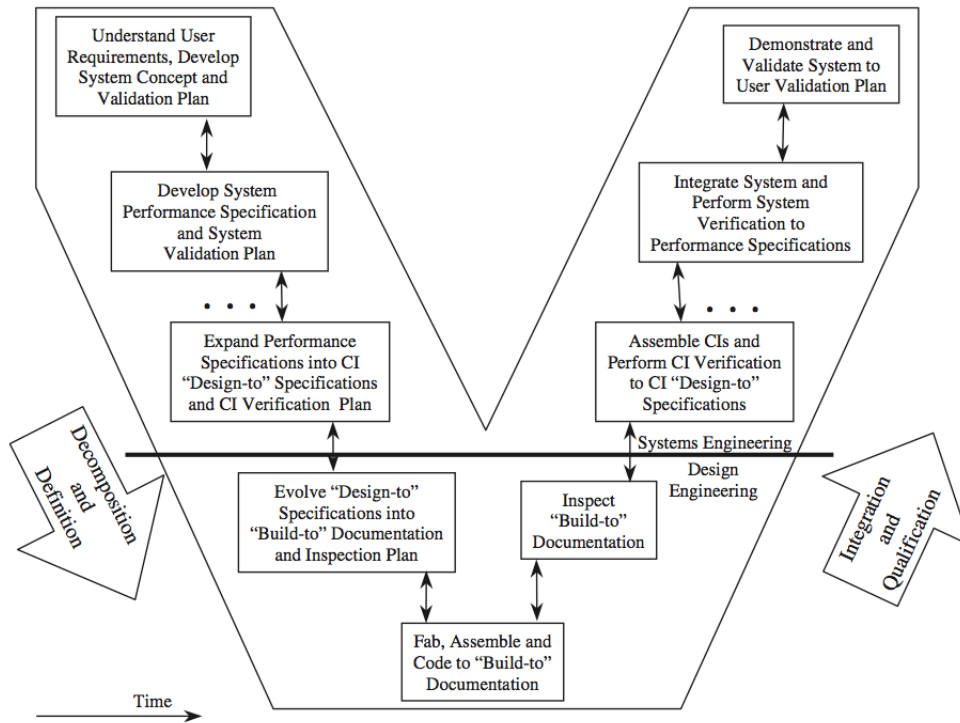 Understand User
Requirements, Develop
System Concept and
Validation Plan
Demonstrate and
Validate System to
User Validation Plan
Develop System
Performance Specification
and System
Validation Plan
Integrate System and
Perform System
Verification to
Performance Specifications
. . .
. . .
Expand Performance
Specifications into CI
“Design-to” Specifications
and CI Verification Plan
Assemble CIs and
Perform CI Verification
to CI “Design-to”
Specifications
Decomposition
and
Definition
Systems Engineering
Design
Engineering
Evolve “Design-to”
Specifications into
“Build-to” Documentation
and Inspection Plan
Inspect
“Build-to”
Documentation
Integration
and
Qualification
Fab, Assemble and
Code to “Build-to”
Documentation
Time